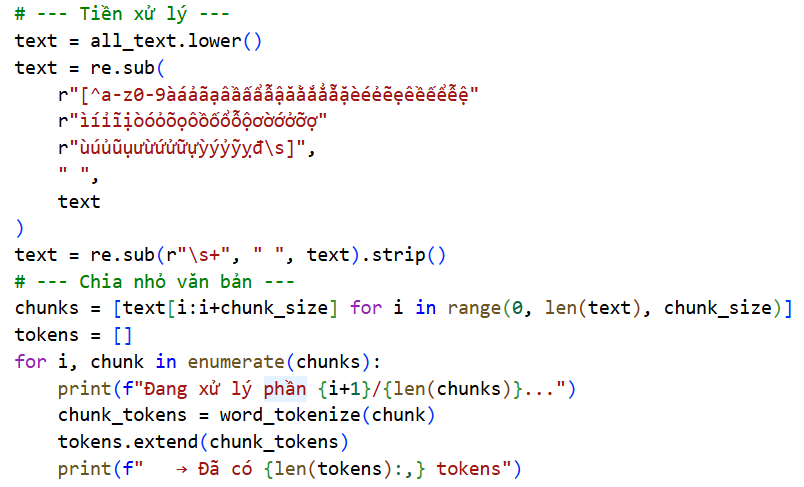 # --- Tiền xử lý ---
text = all_text.lower()
text = re.sub(
    r"[^a-z0-9àáảãạâầấẩẫậăằắẳẵặèéẻẽẹêềếểễệ"
    r"ìíỉĩịòóỏõọôồốổỗộơờớởỡợ"
    r"ùúủũụưừứửữựỳýỷỹỵđ\s]",
    " ",
    text
)
text = re.sub(r"\s+", " ", text).strip()
# --- Chia nhỏ văn bản ---
chunks = [text[i:i+chunk_size] for i in range(0, len(text), chunk_size)]
tokens = []
for i, chunk in enumerate(chunks):
    print(f"Đang xử lý phần {i+1}/{len(chunks)}...")
    chunk_tokens = word_tokenize(chunk)
    tokens.extend(chunk_tokens)
    print(f"   → Đã có {len(tokens):,} tokens")